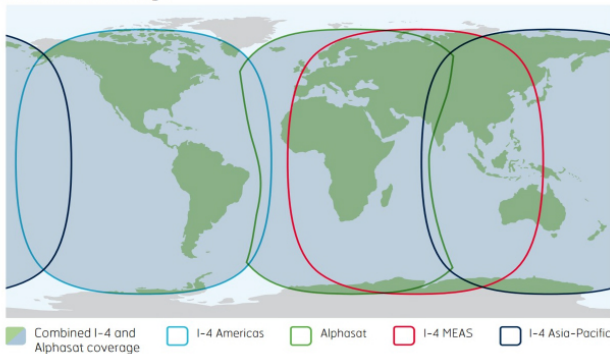 Combined I-4 and
Alphasat coverage
I-4 Americas
Alphasat
I-4 MEAS
I-4 Asia-Pacific